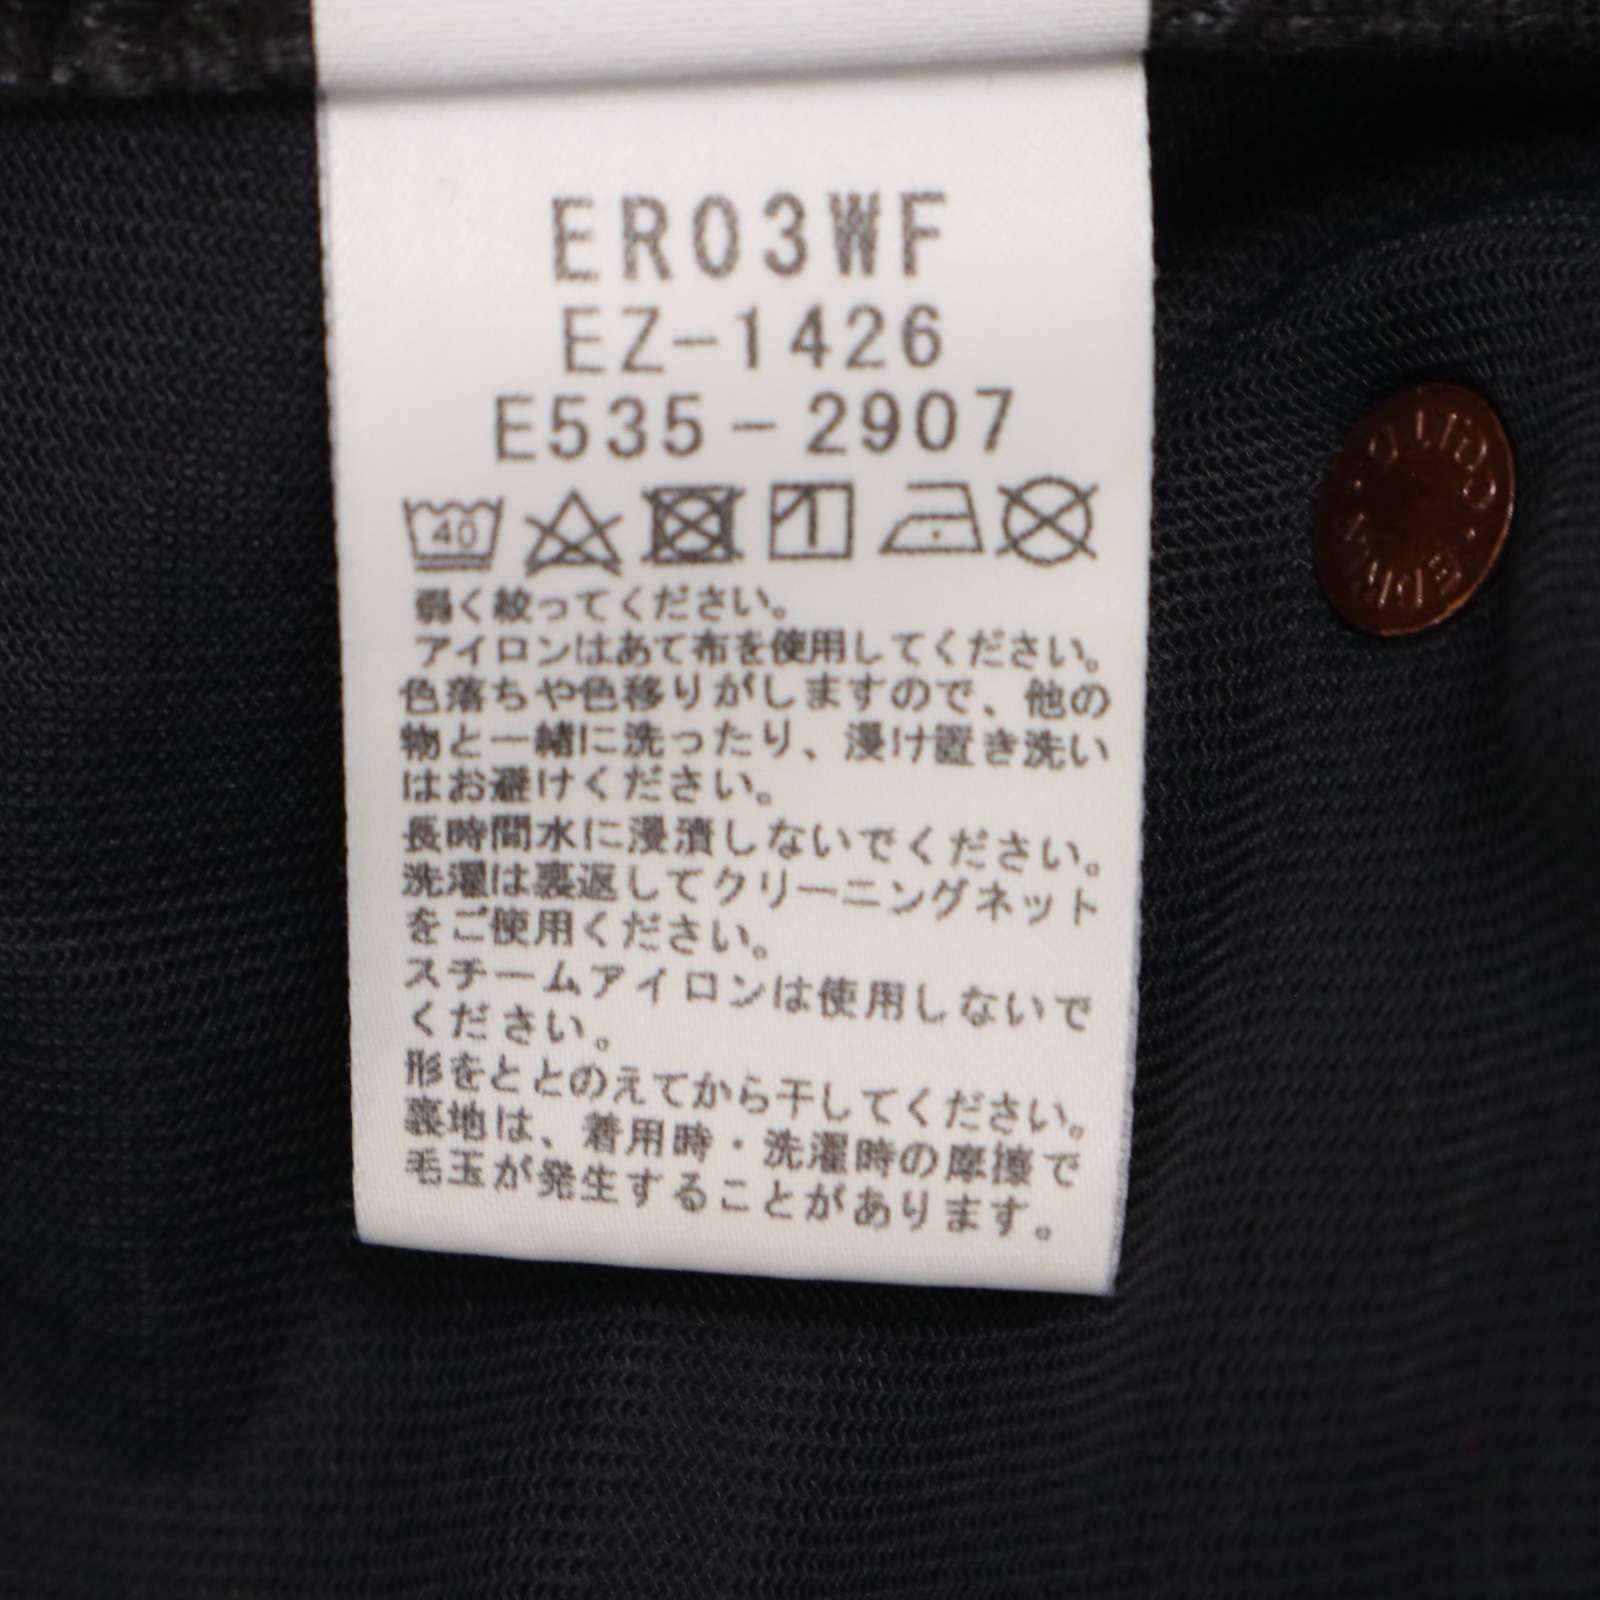 ER03WF
EZ-1426
E535-2907
40
弱く絞ってください。
アイロンはあて布を使用してください。
色落ちや色移りがしますので、他の
物と一緒に洗ったり、浸け置き洗い
はお避けください。
長時間水に浸漬しないでください。
洗濯は裏返してクリーニングネット
をご使用ください。
スチームアイロンは使用しないで
ください。
形をととのえてから干してください。
裏地は、着用時・洗濯時の摩擦で
毛玉が発生することがあります。
CO.LTD.
EDWIN